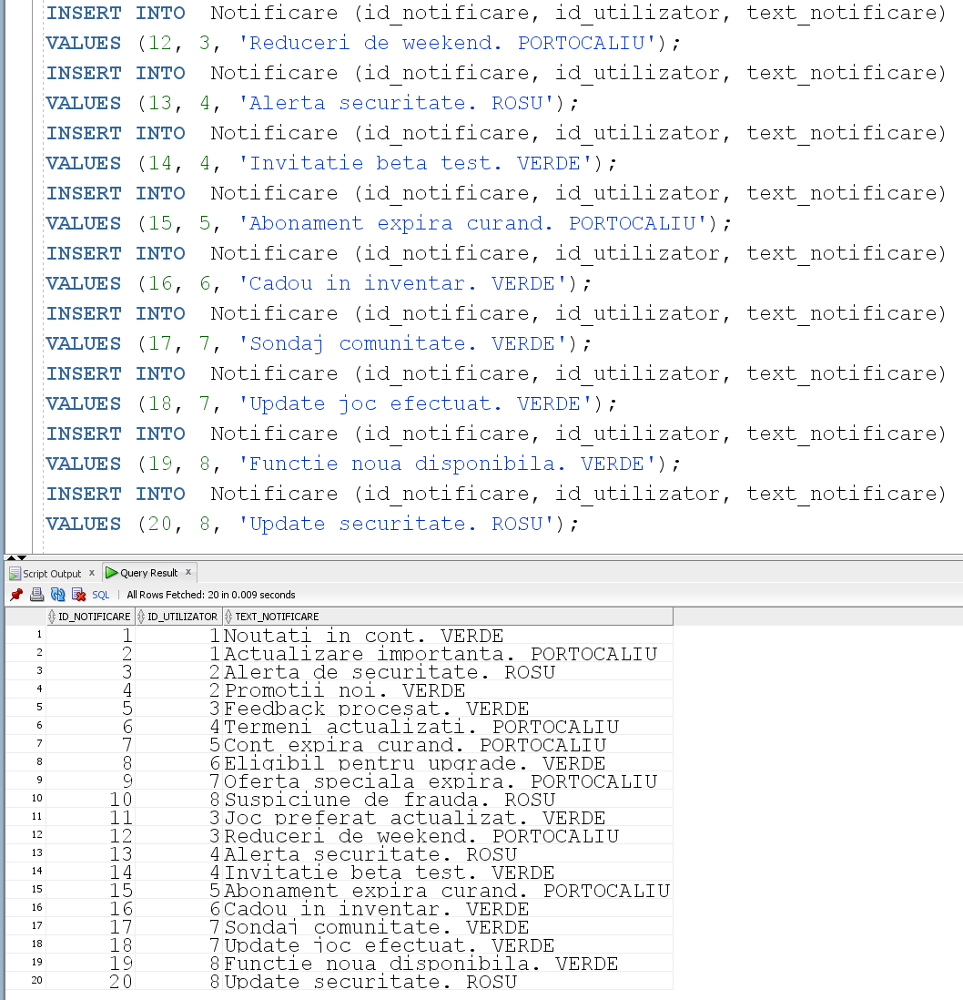 INSERT INTO  Notificare (id_notificare, id_utilizator, text_notificare)
VALUES (12, 3, 'Reduceri de weekend. PORTOCALIU');
INSERT INTO  Notificare (id_notificare, id_utilizator, text_notificare)
VALUES (13, 4, 'Alerta securitate. ROSU');
INSERT INTO  Notificare (id_notificare, id_utilizator, text_notificare)
VALUES (14, 4, 'Invitatie beta test. VERDE');
INSERT INTO  Notificare (id_notificare, id_utilizator, text_notificare)
VALUES (15, 5, 'Abonament expira curand. PORTOCALIU');
INSERT INTO  Notificare (id_notificare, id_utilizator, text_notificare)
VALUES (16, 6, 'Cadou in inventar. VERDE');
INSERT INTO  Notificare (id_notificare, id_utilizator, text_notificare)
VALUES (17, 7, 'Sondaj comunitate. VERDE');
INSERT INTO  Notificare (id_notificare, id_utilizator, text_notificare)
VALUES (18, 7, 'Update joc efectuat. VERDE');
INSERT INTO  Notificare (id_notificare, id_utilizator, text_notificare)
VALUES (19, 8, 'Functie noua disponibila. VERDE');
INSERT INTO  Notificare (id_notificare, id_utilizator, text_notificare)
VALUES (20, 8, 'Update securitate. ROSU');
Script Output x Query Result x
SQL | All Rows Fetched: 20 in 0.009 seconds
ID_NOTIFICARE ID_UTILIZATOR TEXT_NOTIFICARE
1 1 1 Noutati in cont. VERDE
2 2 1 Actualizare importanta. PORTOCALIU
3 3 2 Alerta de securitate. ROSU
4 4 2 Promotii noi. VERDE
5 5 3 Feedback procesat. VERDE
6 6 4 Termeni actualizati. PORTOCALIU
7 7 5 Cont expira curand. PORTOCALIU
8 8 6 Eligibil pentru upgrade. VERDE
9 9 7 Oferta speciala expira. PORTOCALIU
10 10 8 Suspiciune de frauda. ROSU
11 11 3 Joc preferat actualizat. VERDE
12 12 3 Reduceri de weekend. PORTOCALIU
13 13 4 Alerta securitate. ROSU
14 14 4 Invitatie beta test. VERDE
15 15 5 Abonament expira curand. PORTOCALIU
16 16 6 Cadou in inventar. VERDE
17 17 7 Sondaj comunitate. VERDE
18 18 7 Update joc efectuat. VERDE
19 19 8 Functie noua disponibila. VERDE
20 20 8 Update securitate. ROSU